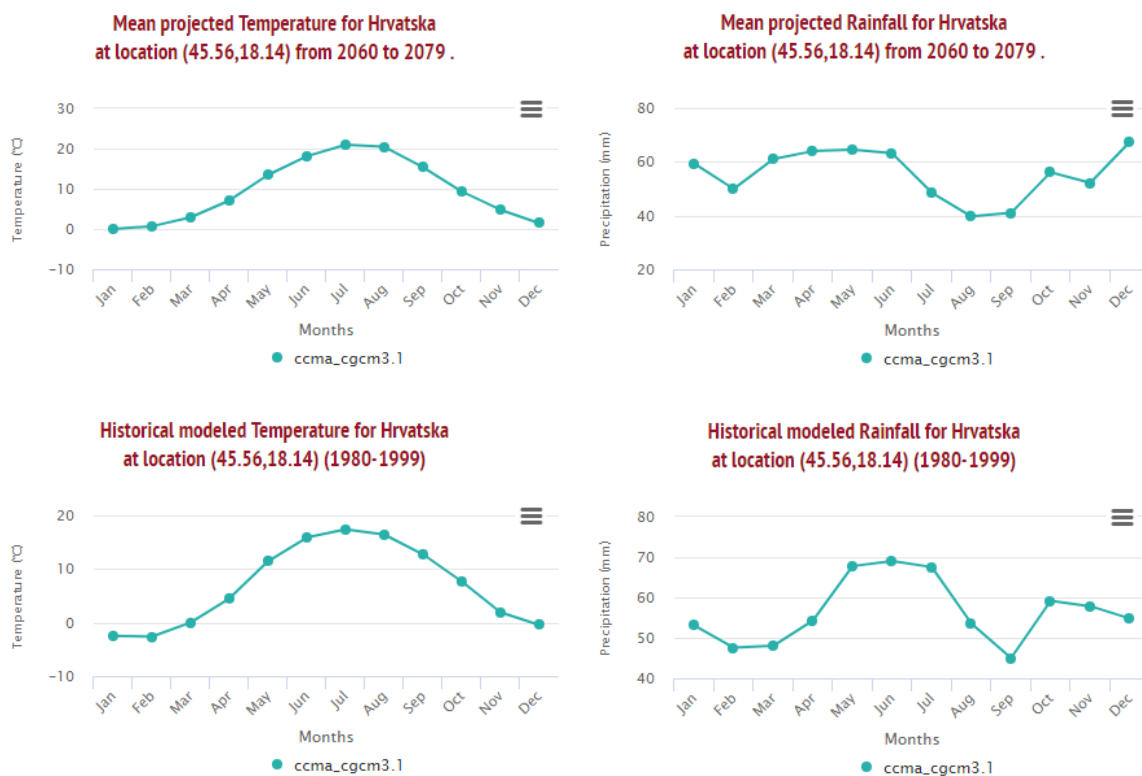 Mean projected Temperature for Hrvatska
at location (45.56,18.14) from 2060 to 2079 .
Temperature (℃)
30
20
10
0
−10
Jan
Feb
Mar
Apr
May
Jun
Jul
Aug
Sep
Oct
Nov
Dec
Months
ccma_cgcm3.1
Mean projected Rainfall for Hrvatska
at location (45.56,18.14) from 2060 to 2079 .
Precipitation (mm)
80
60
40
20
Jan
Feb
Mar
Apr
May
Jun
Jul
Aug
Sep
Oct
Nov
Dec
Months
ccma_cgcm3.1
Historical modeled Temperature for Hrvatska
at location (45.56,18.14) (1980-1999)
Temperature (℃)
20
10
0
−10
Jan
Feb
Mar
Apr
May
Jun
Jul
Aug
Sep
Oct
Nov
Dec
Months
ccma_cgcm3.1
Historical modeled Rainfall for Hrvatska
at location (45.56,18.14) (1980-1999)
Precipitation (mm)
80
70
60
50
40
Jan
Feb
Mar
Apr
May
Jun
Jul
Aug
Sep
Oct
Nov
Dec
Months
ccma_cgcm3.1